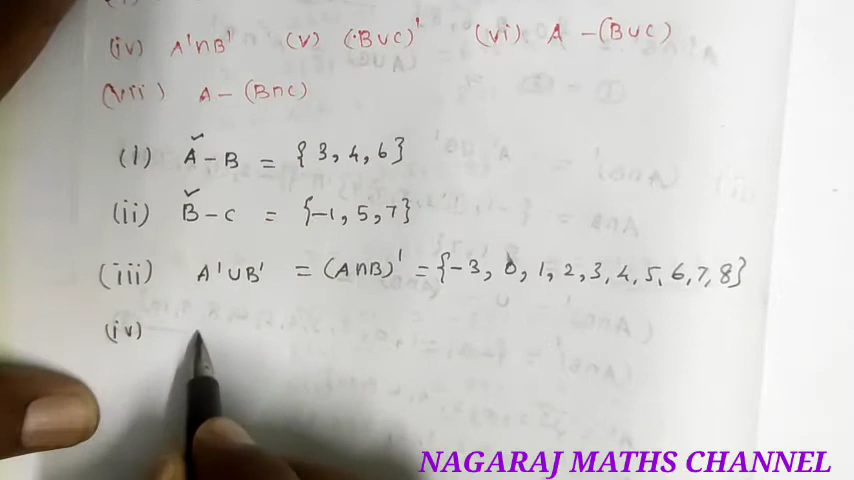 (iv) A'∩B' (v) (B∪C)' (vi) A -(B∪C)
(vii) A - (B∩C)
(i) A - B = {3, 4, 6}
(ii) B - C = {-1, 5, 7}
(iii) A'∪B' = (A∩B)' = {-3, 0, 1, 2, 3, 4, 5, 6, 7, 8}
(iv)
NAGARAJ MATHS CHANNEL